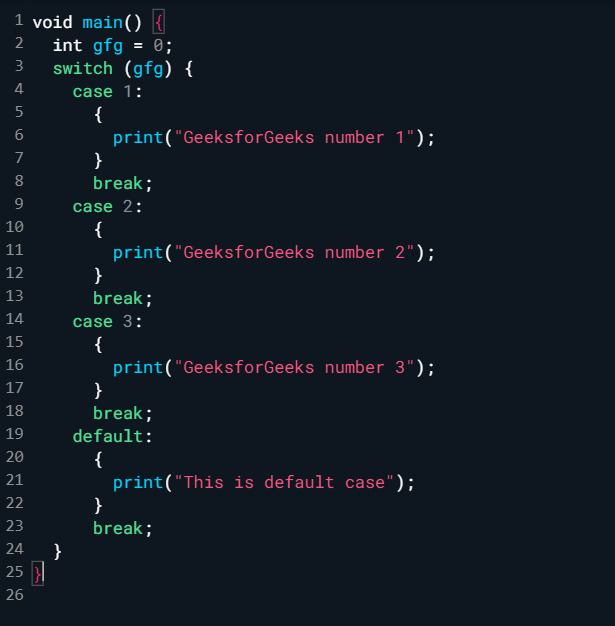 1 void main() {
2   int gfg = 0;
3   switch (gfg) {
4     case 1:
5       {
6         print("GeeksforGeeks number 1");
7       }
8       break;
9     case 2:
10       {
11         print("GeeksforGeeks number 2");
12       }
13       break;
14     case 3:
15       {
16         print("GeeksforGeeks number 3");
17       }
18       break;
19     default:
20       {
21         print("This is default case");
22       }
23       break;
24   }
25 }
26